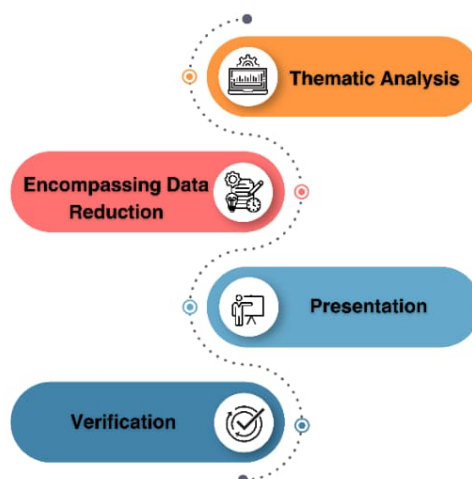 Thematic Analysis
Encompassing Data
Reduction
Presentation
Verification